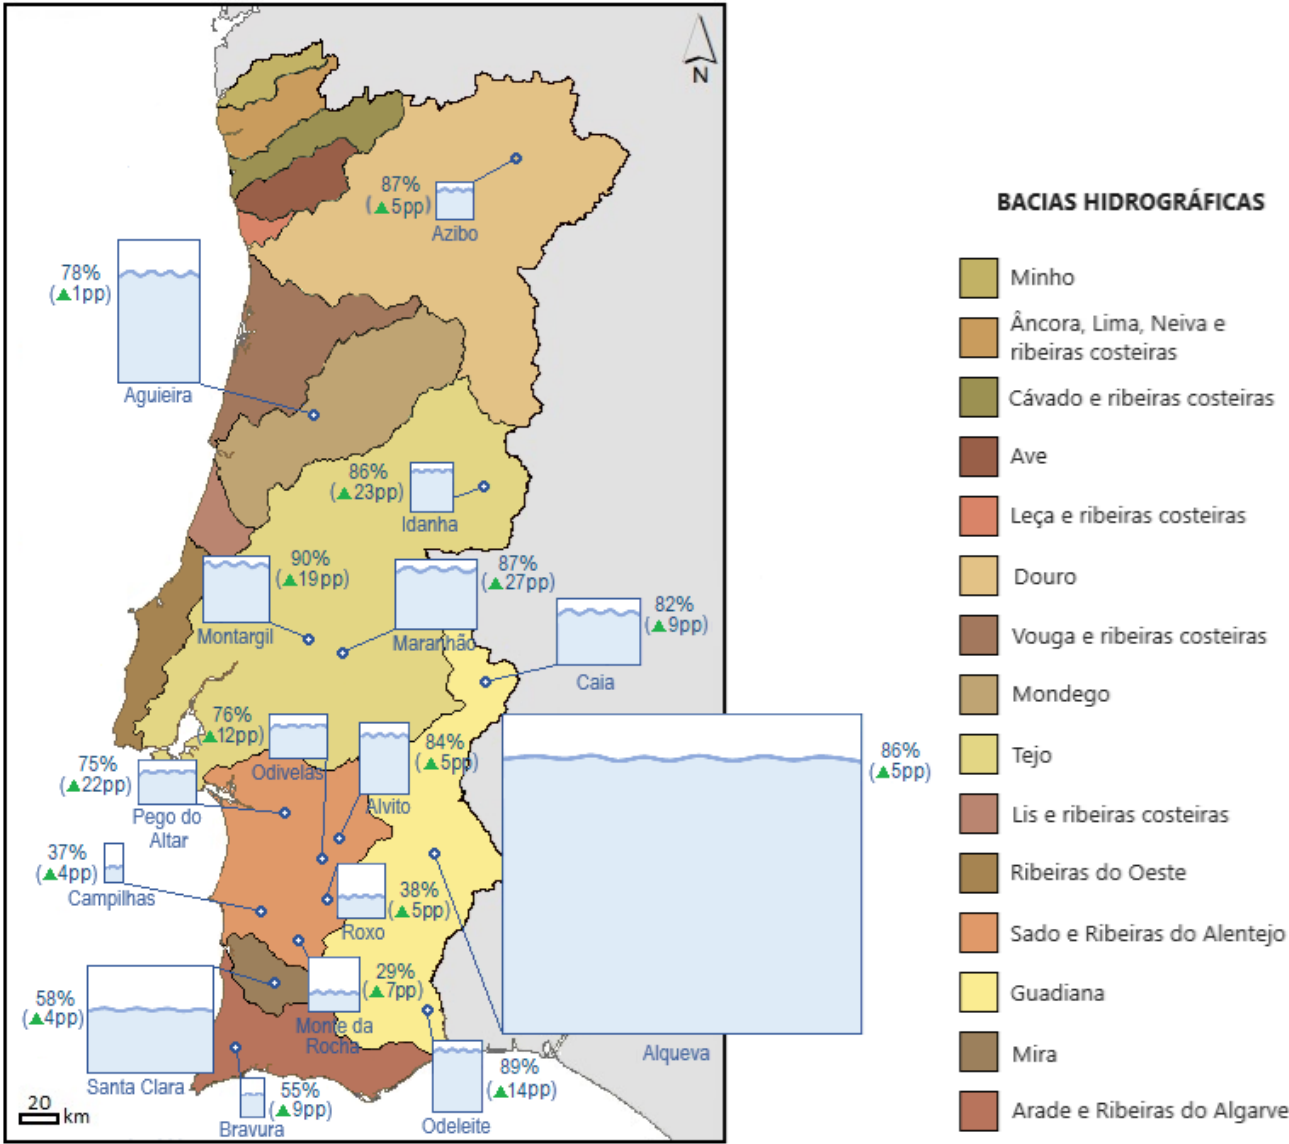 N
87%
(▲5pp)
Azibo
78%
(▲1pp)
Aguieira
86%
(▲23pp)
Idanha
90%
(▲19pp)
Montargil
87%
(▲27pp)
Maranhão
82%
(▲9pp)
Caia
76%
(▲12pp)
Odivelas
84%
(▲5pp)
Alvito
86%
(▲5pp)
Alqueva
75%
(▲22pp)
Pego do
Altar
37%
(▲4pp)
Campilhas
38%
(▲5pp)
Roxo
58%
(▲4pp)
Santa Clara
29%
(▲7pp)
Monte da
Rocha
55%
(▲9pp)
Bravura
89%
(▲14pp)
Odeleite
20
km
BACIAS HIDROGRÁFICAS
Minho
Âncora, Lima, Neiva e
ribeiras costeiras
Cávado e ribeiras costeiras
Ave
Leça e ribeiras costeiras
Douro
Vouga e ribeiras costeiras
Mondego
Tejo
Lis e ribeiras costeiras
Ribeiras do Oeste
Sado e Ribeiras do Alentejo
Guadiana
Mira
Arade e Ribeiras do Algarve